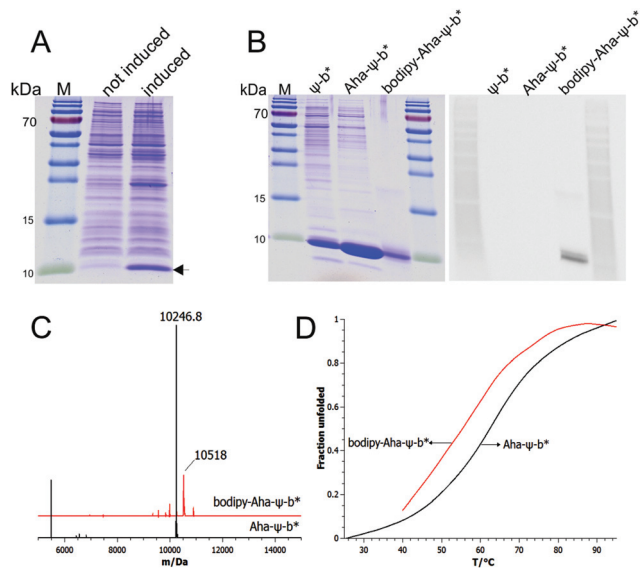 A
kDa M not induced induced
70
15
10
B
kDa M ψ-b* Aha-ψ-b* bodipy-Aha-ψ-b* ψ-b* Aha-ψ-b* bodipy-Aha-ψ-b*
70
15
10
C
10246.8
10518
bodipy-Aha-ψ-b*
Aha-ψ-b*
6000 8000 10000 12000 14000
m/Da
D
Fraction unfolded
1
0.8
0.6
0.4
0.2
0
bodipy-Aha-ψ-b* Aha-ψ-b*
30 40 50 60 70 80 90
T/°C